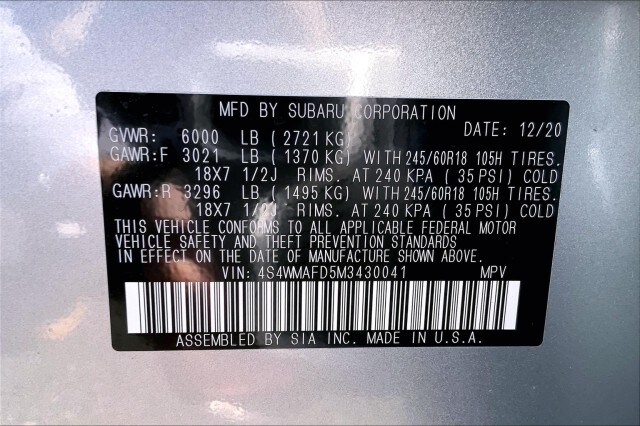 MFD BY SUBARU CORPORATION
DATE: 12/20
GVWR: 6000 LB ( 2721 KG)
GAWR:F 3021 LB ( 1370 KG) WITH 245/60R18 105H TIRES.
18X7 1/2J RIMS. AT 240 KPA ( 35 PSI) COLD
GAWR:R 3296 LB ( 1495 KG) WITH 245/60R18 105H TIRES.
18X7 1/2J RIMS. AT 240 KPA ( 35 PSI) COLD
THIS VEHICLE CONFORMS TO ALL APPLICABLE FEDERAL MOTOR
VEHICLE SAFETY AND THEFT PREVENTION STANDARDS
IN EFFECT ON THE DATE OF MANUFACTURE SHOWN ABOVE.
VIN: 4S4WMAFD5M3430041 MPV
ASSEMBLED BY SIA INC. MADE IN U.S.A.